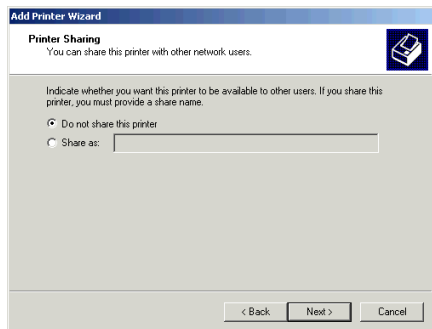 Add Printer Wizard
Printer Sharing
You can share this printer with other network users.
Indicate whether you want this printer to be available to other users. If you share this
printer, you must provide a share name.
Do not share this printer
Share as:
< Back
Next >
Cancel